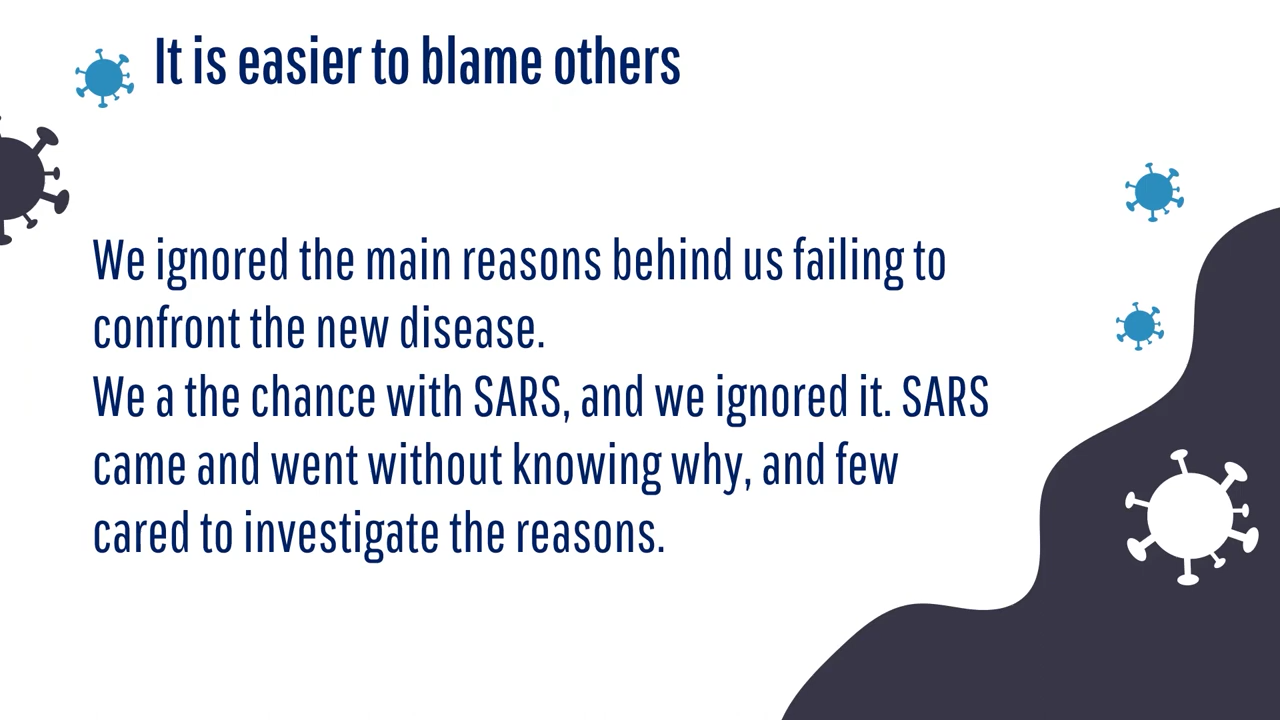 It is easier to blame others
We ignored the main reasons behind us failing to
confront the new disease.
We a the chance with SARS, and we ignored it. SARS
came and went without knowing why, and few
cared to investigate the reasons.